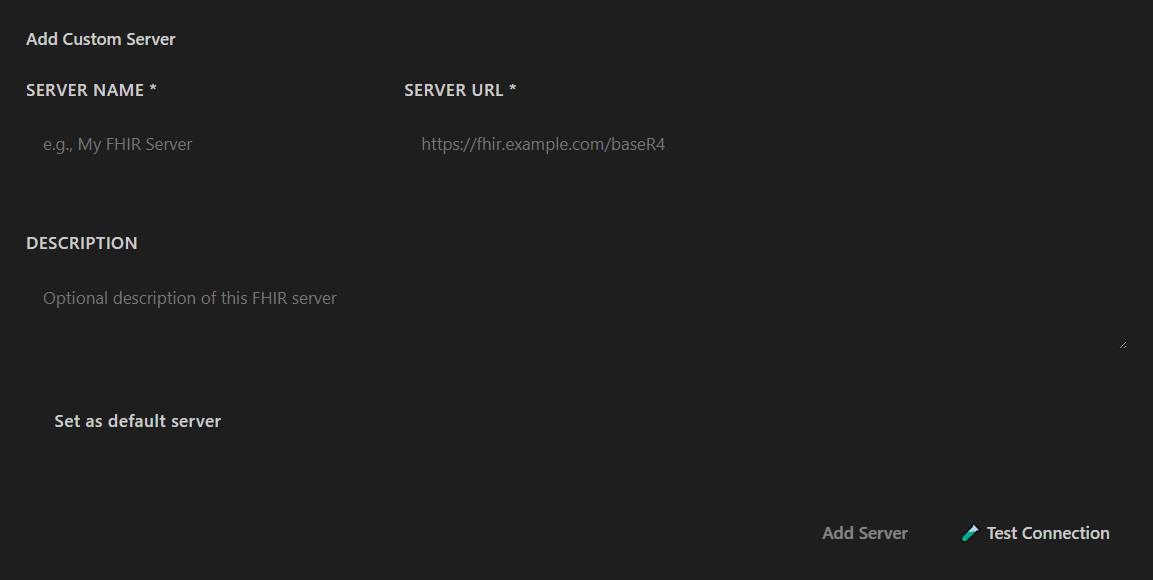 Add Custom Server
SERVER NAME * SERVER URL *
e.g., My FHIR Server https://fhir.example.com/baseR4
DESCRIPTION
Optional description of this FHIR server
Set as default server
Add Server Test Connection